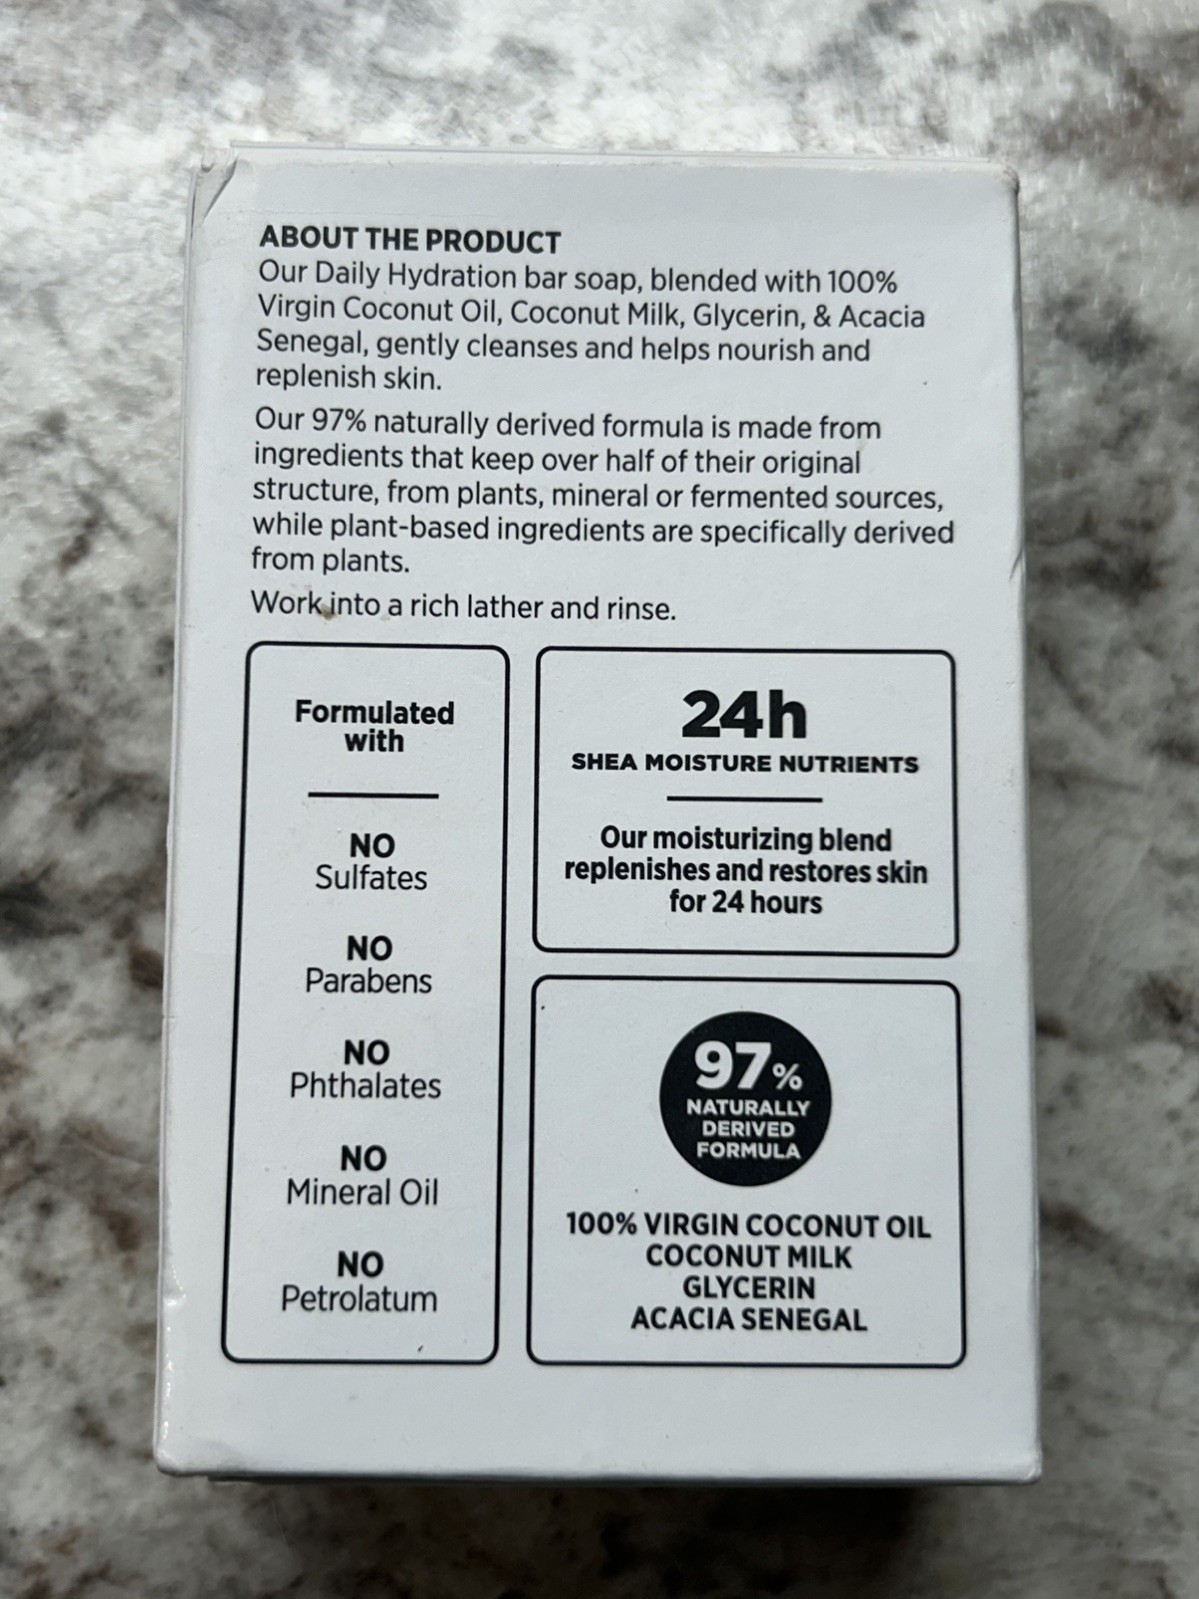 ABOUT THE PRODUCT
Our Daily Hydration bar soap, blended with 100%
Virgin Coconut Oil, Coconut Milk, Glycerin, & Acacia
Senegal, gently cleanses and helps nourish and
replenish skin.
Our 97% naturally derived formula is made from
ingredients that keep over half of their original
structure, from plants, mineral or fermented sources,
while plant-based ingredients are specifically derived
from plants.
Work into a rich lather and rinse.
Formulated
with
NO
Sulfates
NO
Parabens
NO
Phthalates
NO
Mineral Oil
NO
Petrolatum
24h
SHEA MOISTURE NUTRIENTS
Our moisturizing blend
replenishes and restores skin
for 24 hours
97%
NATURALLY
DERIVED
FORMULA
100% VIRGIN COCONUT OIL
COCONUT MILK
GLYCERIN
ACACIA SENEGAL